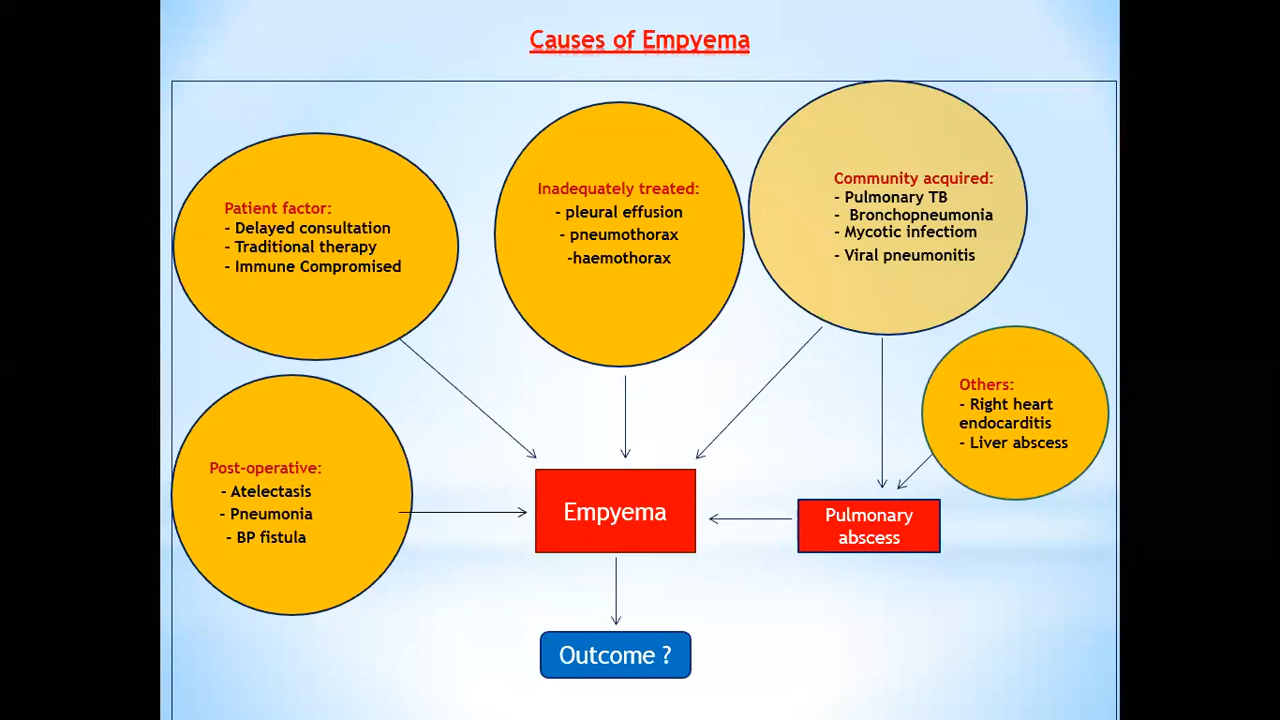 Causes of Empyema
Patient factor:
- Delayed consultation
- Traditional therapy
- Immune Compromised
Inadequately treated:
- pleural effusion
- pneumothorax
-haemothorax
Community acquired:
- Pulmonary TB
- Bronchopneumonia
- Mycotic infectiom
- Viral pneumonitis
Others:
- Right heart
endocarditis
- Liver abscess
Post-operative:
- Atelectasis
- Pneumonia
- BP fistula
Empyema
Pulmonary
abscess
Outcome ?